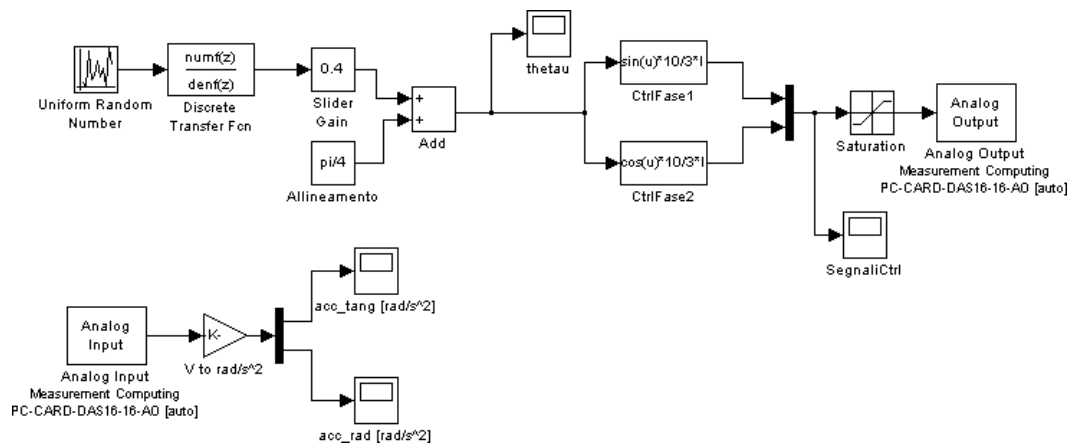 numf(z)
denf(z)
Uniform Random
Number
Discrete
Transfer Fcn
0.4
Slider
Gain
+
+
Add
pi/4
Allineamento
thetau
sin(u)*10/3*I
CtrlFase1
cos(u)*10/3*I
CtrlFase2
Saturation
Analog
Output
Analog Output
Measurement Computing
PC-CARD-DAS16-16-AO [auto]
SegnaliCtrl
Analog
Input
Analog Input
Measurement Computing
PC-CARD-DAS16-16-AO [auto]
K-
V to rad/s^2
acc_tang [rad/s^2]
acc_rad [rad/s^2]